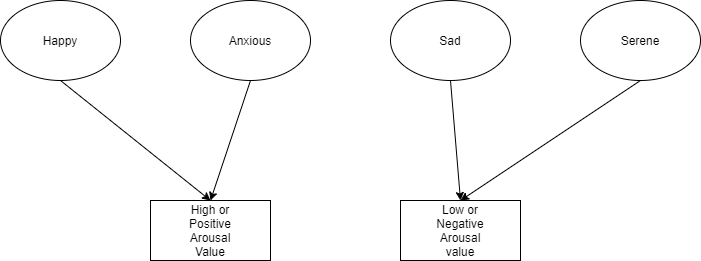 Happy
Anxious
Sad
Serene
High or
Positive
Arousal
Value
Low or
Negative
Arousal
value